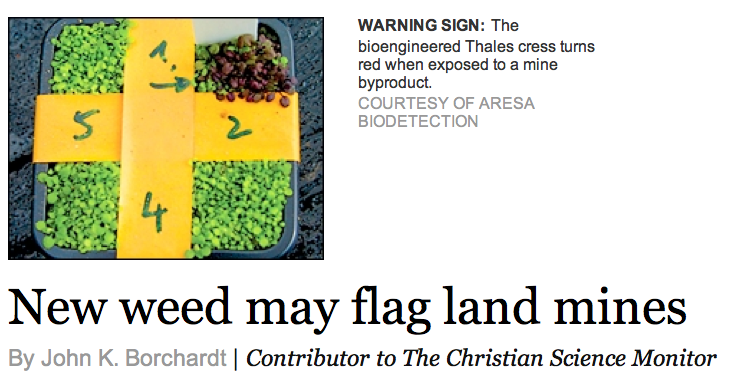 1.
5
2
4
WARNING SIGN: The
bioengineered Thales cress turns
red when exposed to a mine
byproduct.
COURTESY OF ARESA
BIODETECTION
New weed may flag land mines
By John K. Borchardt | Contributor to The Christian Science Monitor